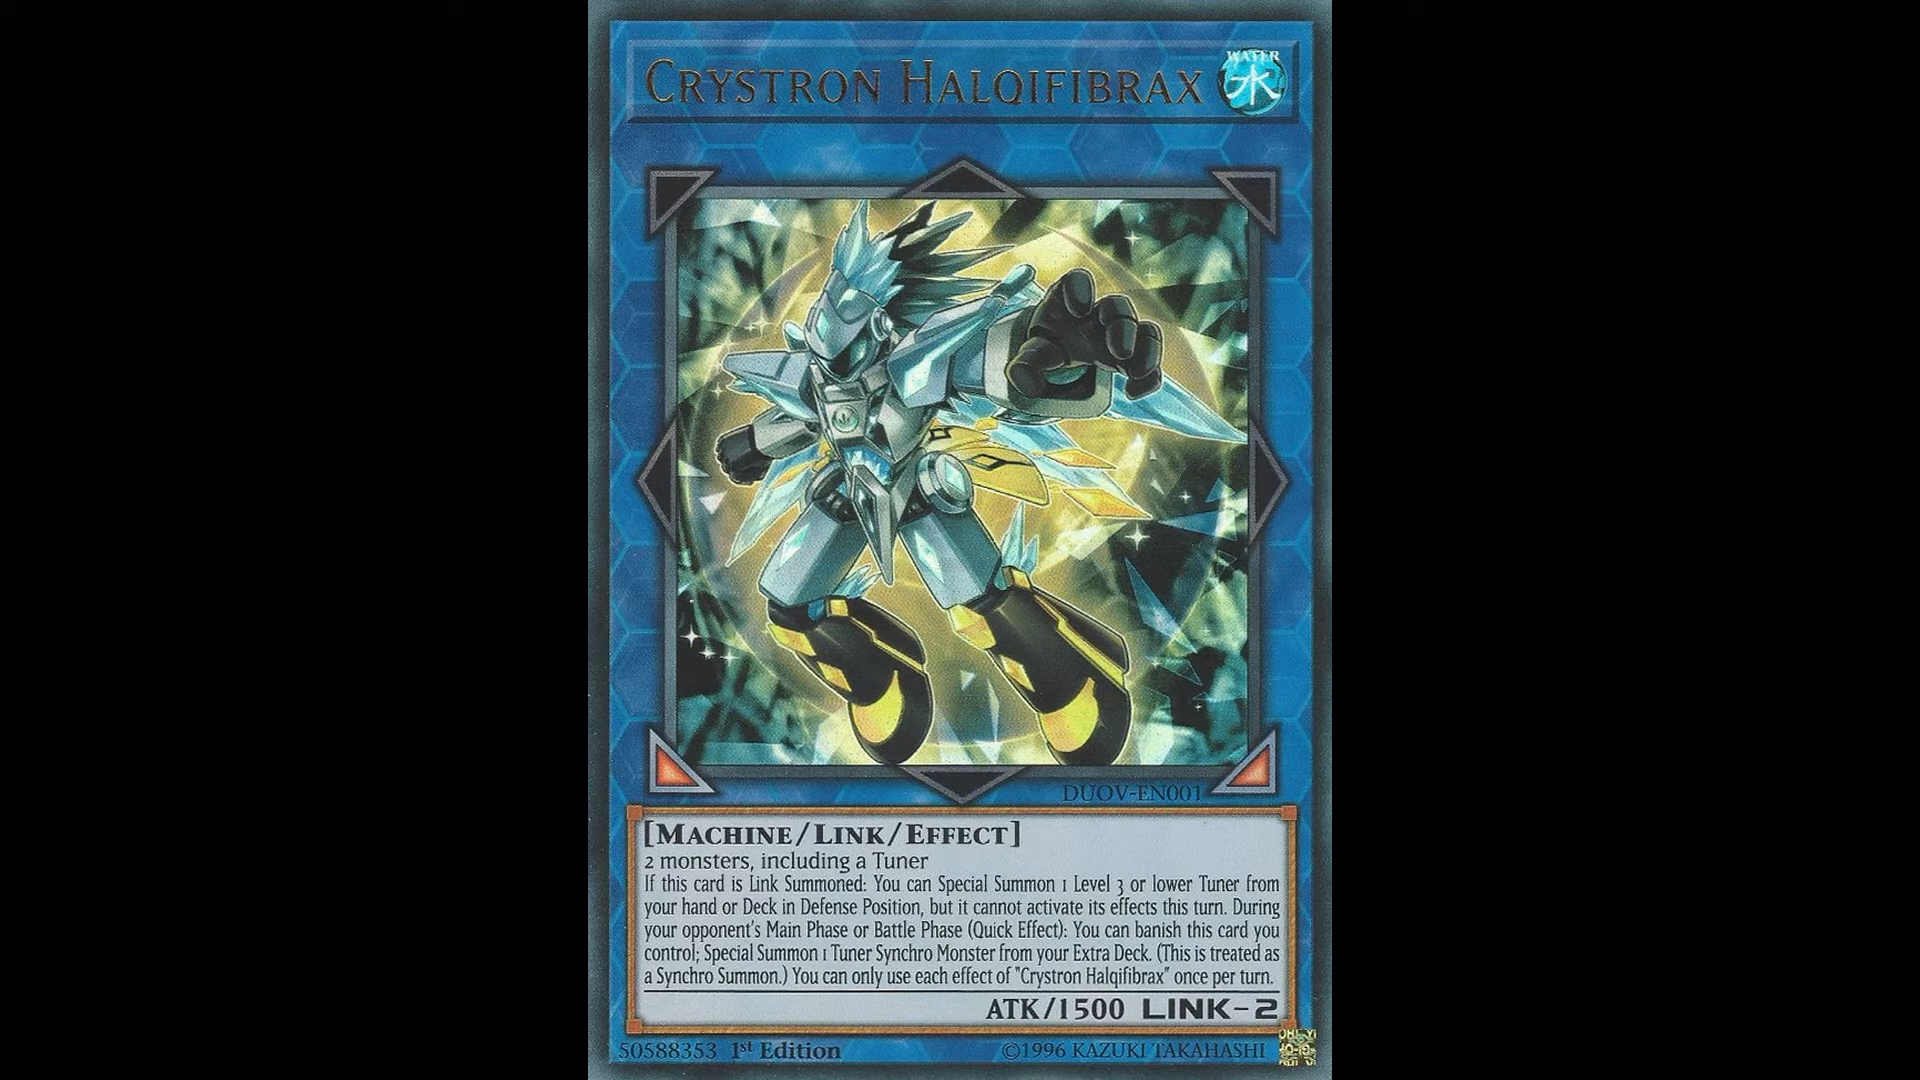 CRYSTRON HALQIFIBRAX
WATER
水
DUOV-EN001
[MACHINE/LINK/EFFECT]
2 monsters, including a Tuner
If this card is Link Summoned: You can Special Summon 1 Level 3 or lower Tuner from
your hand or Deck in Defense Position, but it cannot activate its effects this turn. During
your opponent's Main Phase or Battle Phase (Quick Effect): You can banish this card you
control; Special Summon 1 Tuner Synchro Monster from your Extra Deck. (This is treated as
a Synchro Summon.) You can only use each effect of "Crystron Halqifibrax" once per turn.
ATK/1500 LINK-2
50588353 1st Edition
©1996 KAZUKI TAKAHASHI